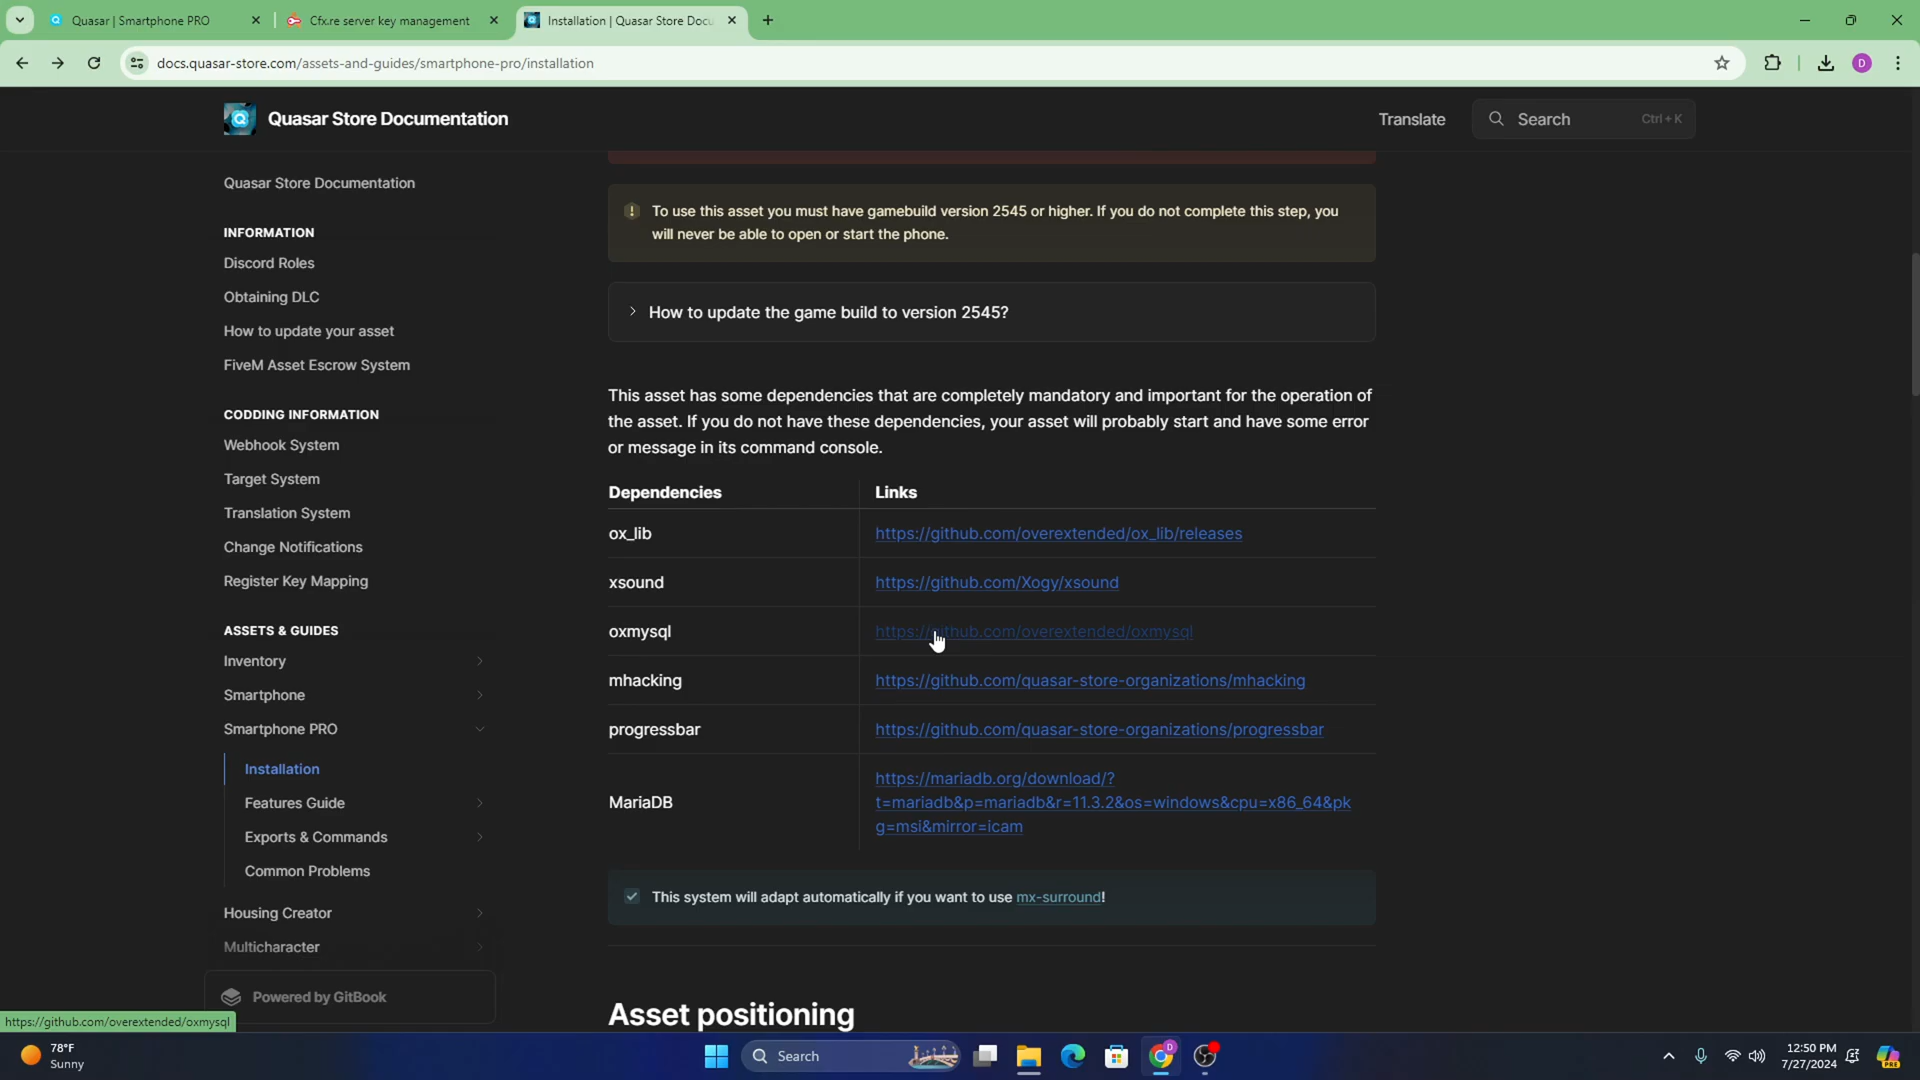 Quasar | Smartphone PRO
Cfx.re server key management
Installation | Quasar Store Docu
docs.quasar-store.com/assets-and-guides/smartphone-pro/installation
D
Quasar Store Documentation
Translate
Search
Ctrl+K
Quasar Store Documentation
INFORMATION
Discord Roles
Obtaining DLC
How to update your asset
FiveM Asset Escrow System
CODDING INFORMATION
Webhook System
Target System
Translation System
Change Notifications
Register Key Mapping
ASSETS & GUIDES
Inventory
Smartphone
Smartphone PRO
Installation
Features Guide
Exports & Commands
Common Problems
Housing Creator
Multicharacter
Powered by GitBook
To use this asset you must have gamebuild version 2545 or higher. If you do not complete this step, you
will never be able to open or start the phone.
How to update the game build to version 2545?
This asset has some dependencies that are completely mandatory and important for the operation of
the asset. If you do not have these dependencies, your asset will probably start and have some error
or message in its command console.
Dependencies
Links
ox_lib
https://github.com/overextended/ox_lib/releases
xsound
https://github.com/Xogy/xsound
oxmysql
https://github.com/overextended/oxmysql
mhacking
https://github.com/quasar-store-organizations/mhacking
progressbar
https://github.com/quasar-store-organizations/progressbar
MariaDB
https://mariadb.org/download/?
t=mariadb&p=mariadb&r=11.3.2&os=windows&cpu=x86_64&pk
g=msi&mirror=icam
This system will adapt automatically if you want to use mx-surround!
Asset positioning
https://github.com/overextended/oxmysql
78°F
Sunny
Search
D
12:50 PM
7/27/2024
PRE